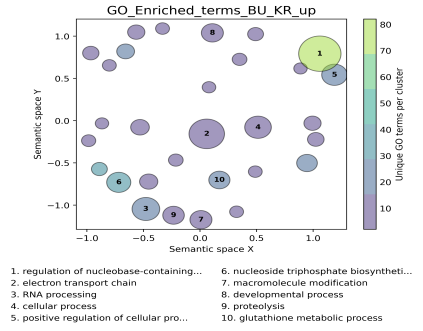 GO_Enriched_terms_BU_KR_up
Semantic space Y
1.0
0.5
0.0
−0.5
−1.0
−1.0
−0.5
0.0
0.5
1.0
Semantic space X
8
1
5
2
4
6
10
3
9
7
80
70
60
50
40
30
20
10
Unique GO terms per cluster
1. regulation of nucleobase-containing...
2. electron transport chain
3. RNA processing
4. cellular process
5. positive regulation of cellular pro...
6. nucleoside triphosphate biosyntheti...
7. macromolecule modification
8. developmental process
9. proteolysis
10. glutathione metabolic process